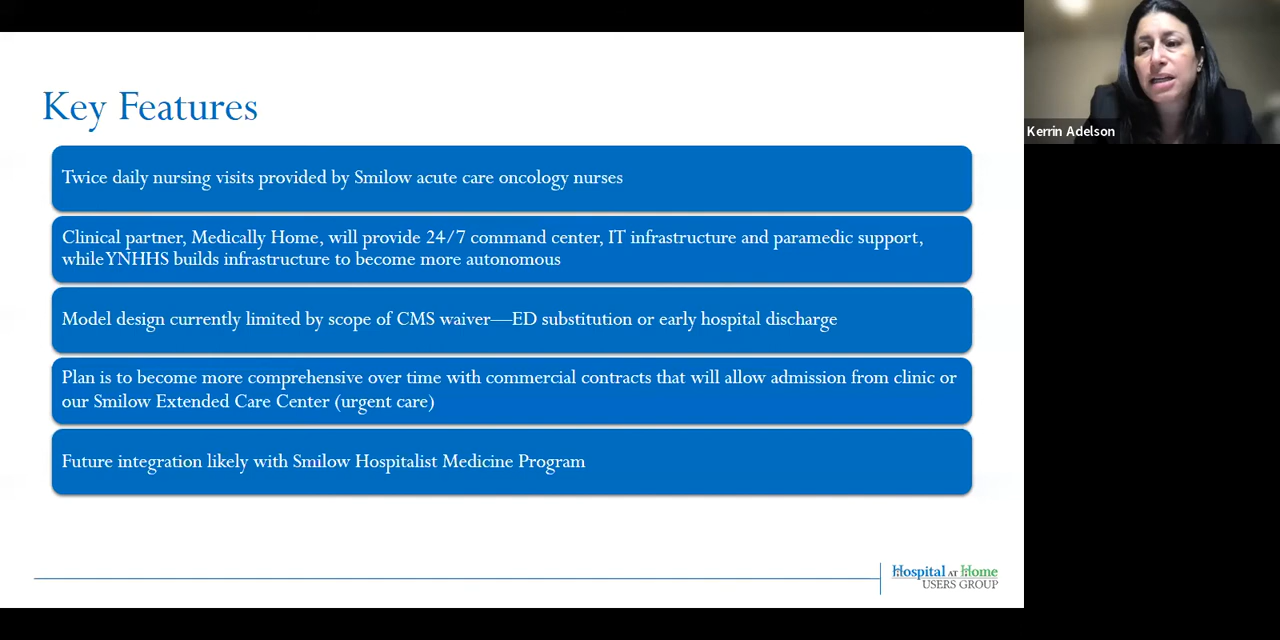 Kerrin Adelson
Key Features
Twice daily nursing visits provided by Smilow acute care oncology nurses
Clinical partner, Medically Home, will provide 24/7 command center, IT infrastructure and paramedic support,
while YNHHS builds infrastructure to become more autonomous
Model design currently limited by scope of CMS waiver—ED substitution or early hospital discharge
Plan is to become more comprehensive over time with commercial contracts that will allow admission from clinic or
our Smilow Extended Care Center (urgent care)
Future integration likely with Smilow Hospitalist Medicine Program
Hospital AT Home
USERS GROUP